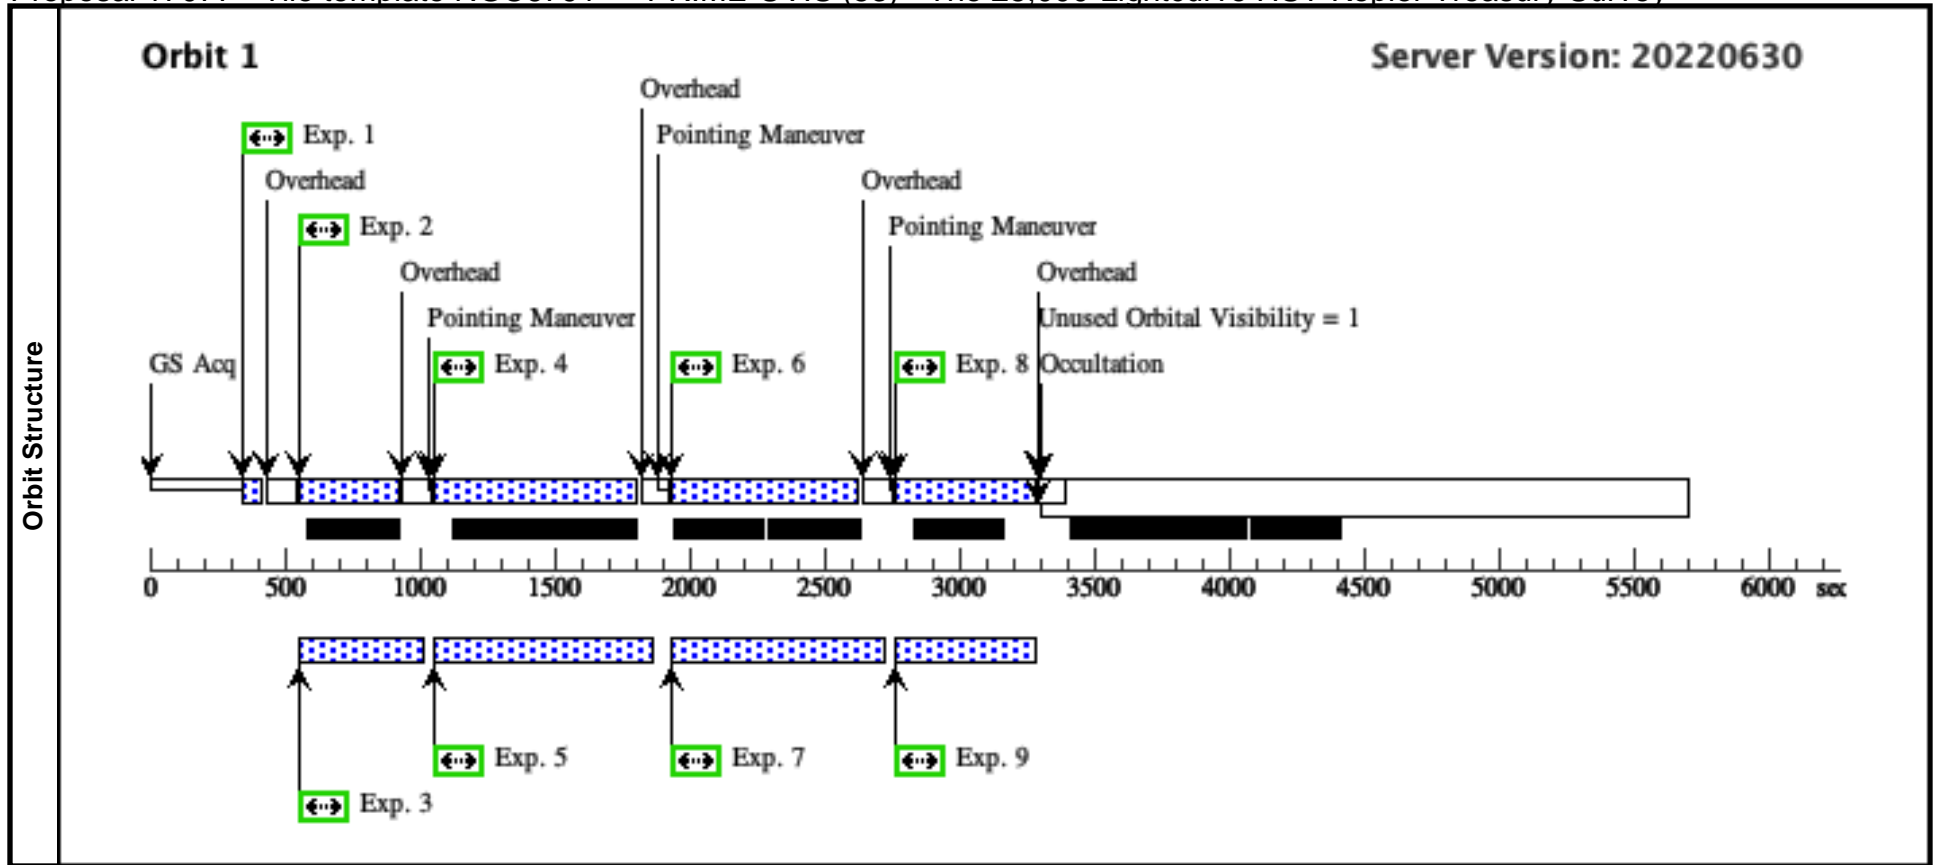 Orbit 1
Server Version: 20220630
Overhead
Exp. 1
Pointing Maneuver
Overhead
Overhead
Exp. 2
Pointing Maneuver
Overhead
Overhead
Pointing Maneuver
Unused Orbital Visibility = 1
GS Acq
Exp. 4
Exp. 6
Exp. 8
Occultation
Orbit Structure
0 500 1000 1500 2000 2500 3000 3500 4000 4500 5000 5500 6000 sec
Exp. 5
Exp. 7
Exp. 9
Exp. 3